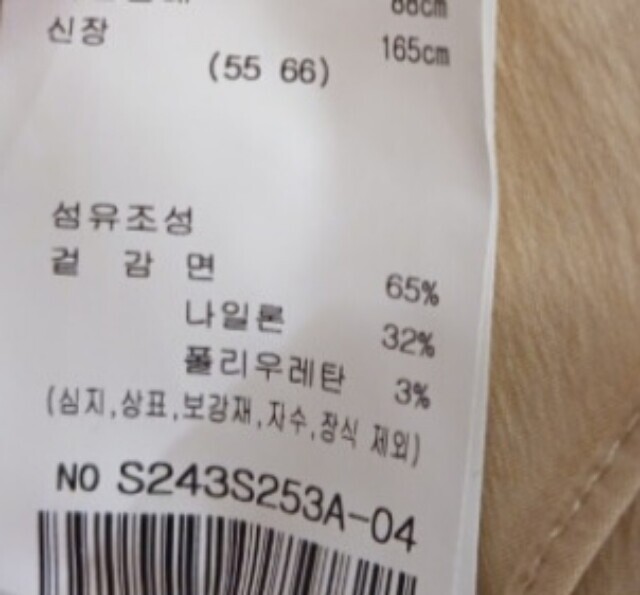 88cm
신장 165cm
(55 66)
섬유조성
겉 감 면 65%
나일론 32%
폴리우레탄 3%
(심지,상표,보강재,자수,장식 제외)
NO S243S253A-04